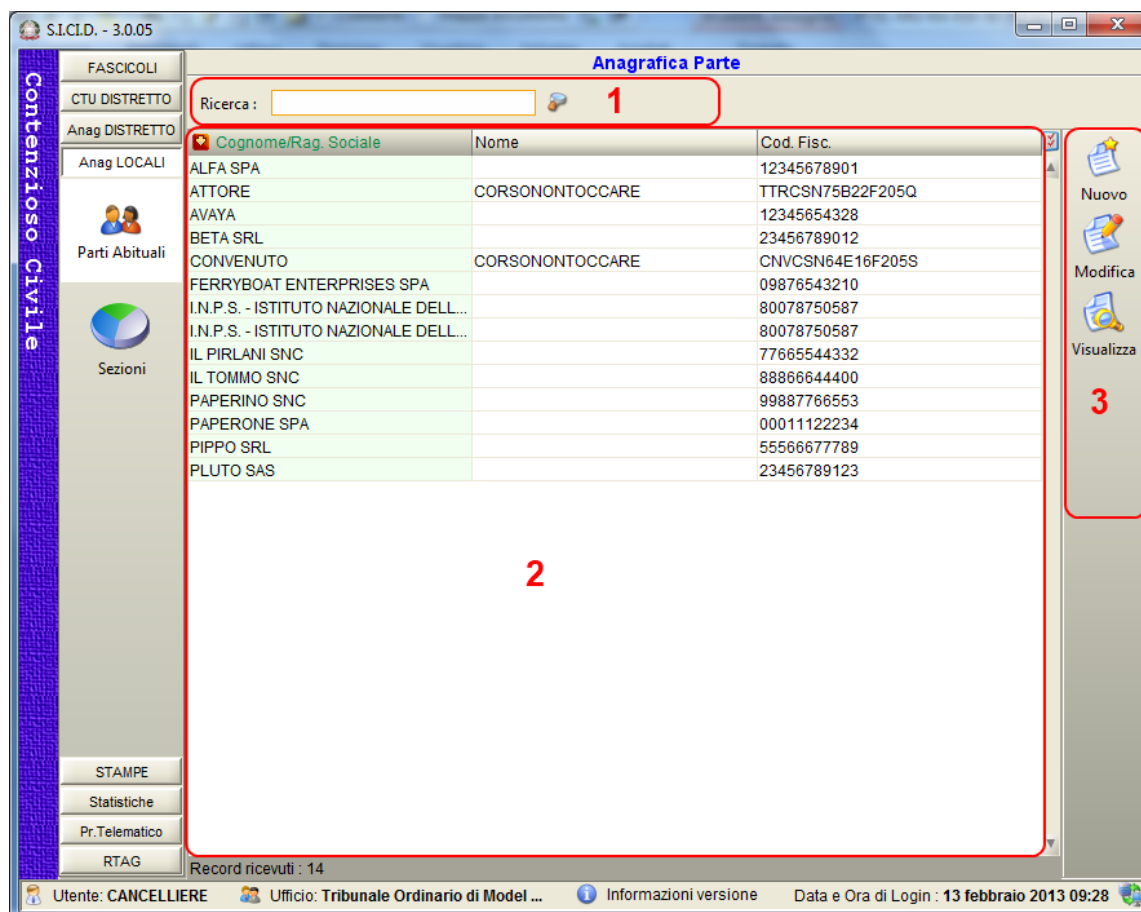 S.I.CI.D. - 3.0.05
Contenzioso Civile
FASCICOLI
CTU DISTRETTO
Anag DISTRETTO
Anag LOCALI
Parti Abituali
Sezioni
STAMPE
Statistiche
Pr.Telematico
RTAG
Anagrafica Parte
Ricerca : 1
Cognome/Rag. Sociale Nome Cod. Fisc.
ALFA SPA 12345678901
ATTORE CORSONONTOCCARE TTRCSN75B22F205Q
AVAYA 12345654328
BETA SRL 23456789012
CONVENUTO CORSONONTOCCARE CNVCSN64E16F205S
FERRYBOAT ENTERPRISES SPA 09876543210
I.N.P.S. - ISTITUTO NAZIONALE DELL... 80078750587
I.N.P.S. - ISTITUTO NAZIONALE DELL... 80078750587
IL PIRLANI SNC 77665544332
IL TOMMO SNC 88866644400
PAPERINO SNC 99887766553
PAPERONE SPA 00011122234
PIPPO SRL 55566677789
PLUTO SAS 23456789123
2
Record ricevuti : 14
Nuovo
Modifica
Visualizza
3
Utente: CANCELLIERE Ufficio: Tribunale Ordinario di Model ... Informazioni versione Data e Ora di Login : 13 febbraio 2013 09:28